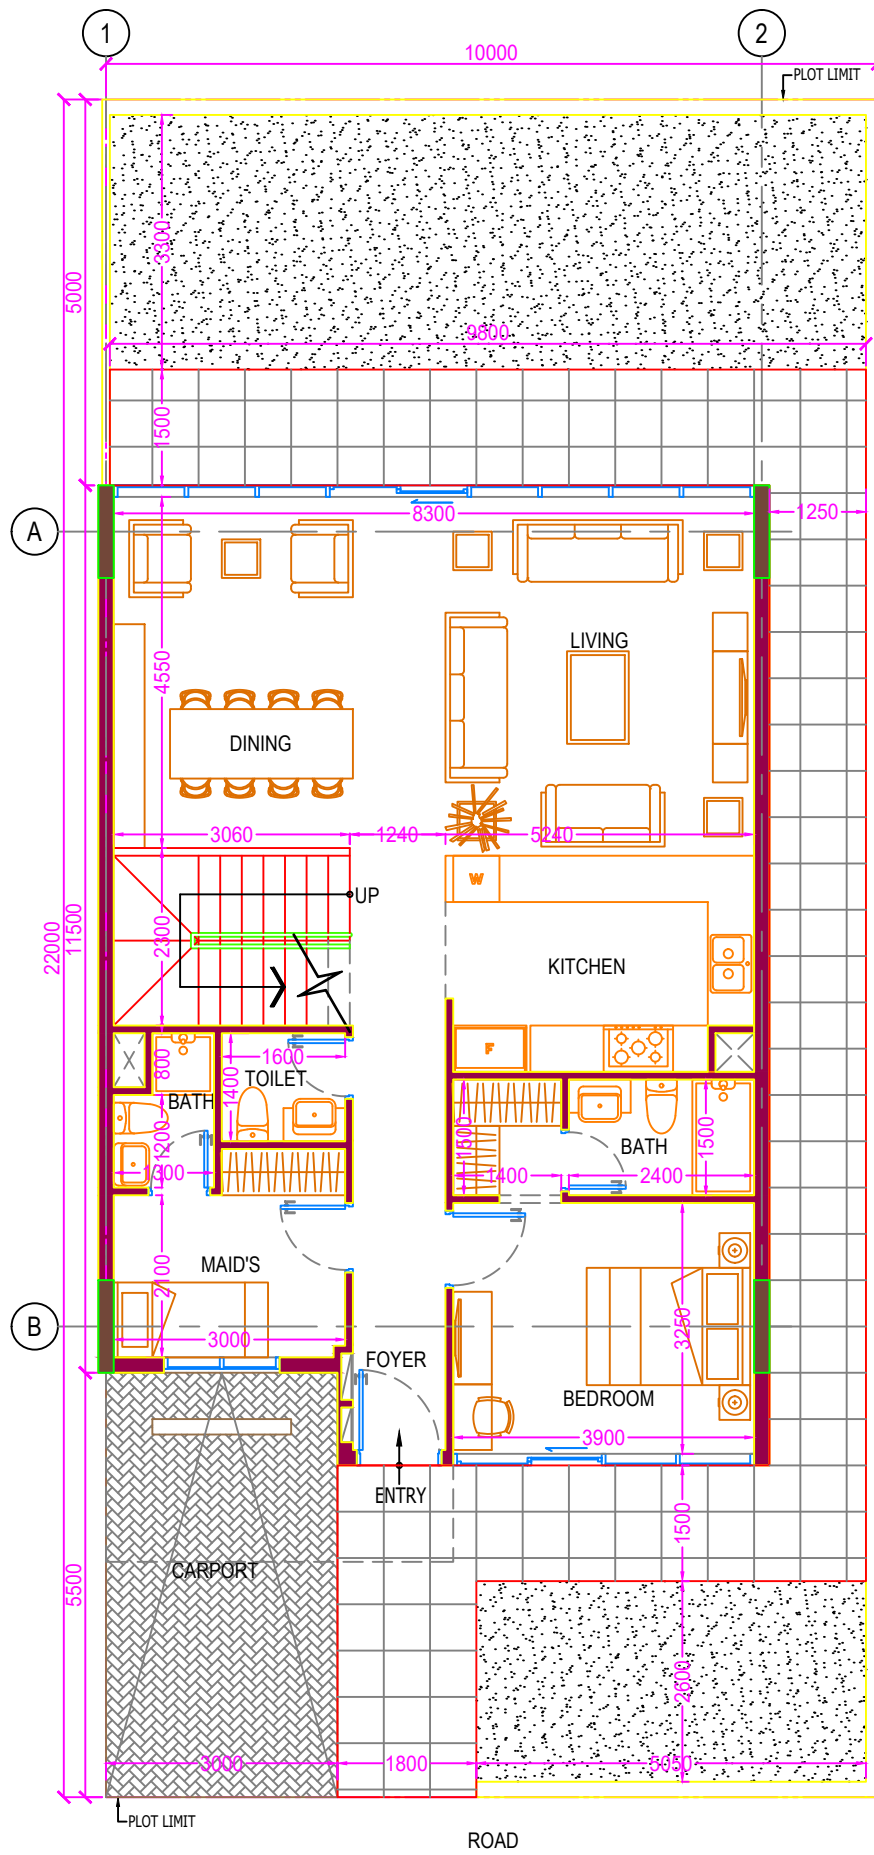 1
2
10000
PLOT LIMIT
3300
5000
9800
1500
A
8300
1250
4550
LIVING
DINING
3060
1240
5240
W
UP
2300
22000
11500
KITCHEN
F
800
1600
1400
TOILET
BATH
1200
1300
1500
1400
BATH
2400
1500
MAID'S
2100
3000
B
FOYER
3250
BEDROOM
3900
ENTRY
1500
CARPORT
5500
2600
3000
1800
5050
PLOT LIMIT
ROAD